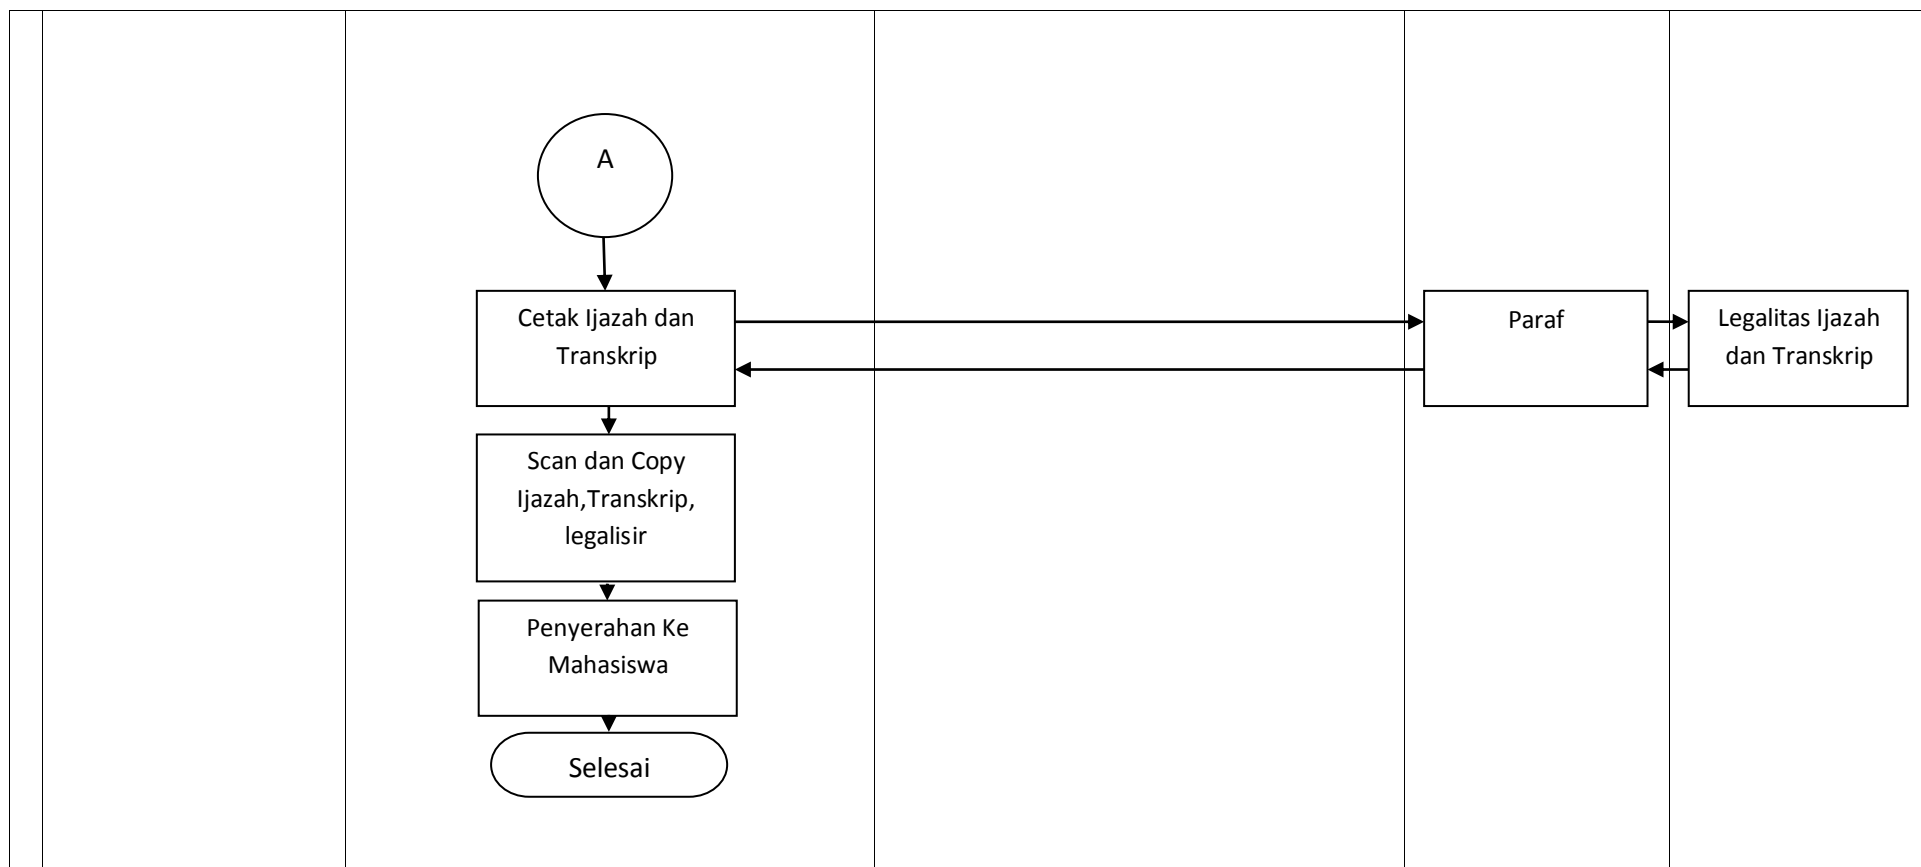 A
Cetak Ijazah dan
Transkrip
Paraf
Legalitas Ijazah
dan Transkrip
Scan dan Copy
Ijazah,Transkrip,
legalisir
Penyerahan Ke
Mahasiswa
Selesai